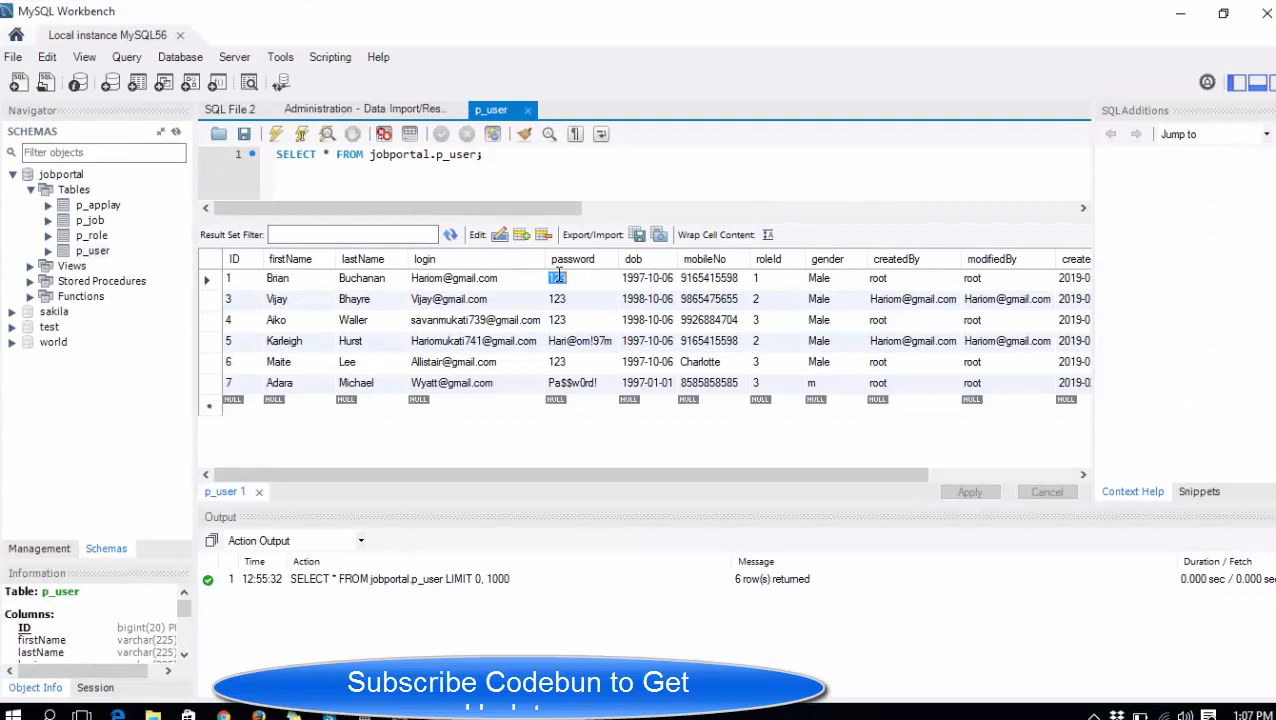 MySQL Workbench
Local instance MySQL56
File Edit View Query Database Server Tools Scripting Help
Navigator
SCHEMAS
Filter objects
jobportal
Tables
p_applay
p_job
p_role
p_user
Views
Stored Procedures
Functions
sakila
test
world
Management Schemas
Information
Table: p_user
Columns:
ID bigint(20) P
firstName varchar(225)
lastName varchar(225)
Object Info Session
SQL File 2 Administration - Data Import/Res... p_user
1 SELECT * FROM jobportal.p_user;
Result Set Filter: Edit: Export/Import: Wrap Cell Content:
ID firstName lastName login password dob mobileNo roleId gender createdBy modifiedBy create
1 Brian Buchanan Hariom@gmail.com 123 1997-10-06 9165415598 1 Male root root 2019-0
3 Vijay Bhayre Vijay@gmail.com 123 1998-10-06 9865475655 2 Male Hariom@gmail.com Hariom@gmail.com 2019-0
4 Aiko Waller savanmukati739@gmail.com 123 1998-10-06 9926884704 3 Male root root 2019-0
5 Karleigh Hurst Hariomukati741@gmail.com Hari@om!97m 1997-10-06 9165415598 2 Male Hariom@gmail.com Hariom@gmail.com 2019-0
6 Maite Lee Allistair@gmail.com 123 1997-10-06 Charlotte 3 Male root root 2019-0
7 Adara Michael Wyatt@gmail.com Pa$$w0rd! 1997-01-01 8585858585 3 m root root 2019-0
NULL NULL NULL NULL NULL NULL NULL NULL NULL NULL NULL NULL
p_user 1 Apply Cancel
Output
Action Output
Time Action Message Duration / Fetch
1 12:55:32 SELECT * FROM jobportal.p_user LIMIT 0, 1000 6 row(s) returned 0.000 sec / 0.000 sec
SQLAdditions
Jump to
Context Help Snippets
Subscribe Codebun to Get
1:07 PM